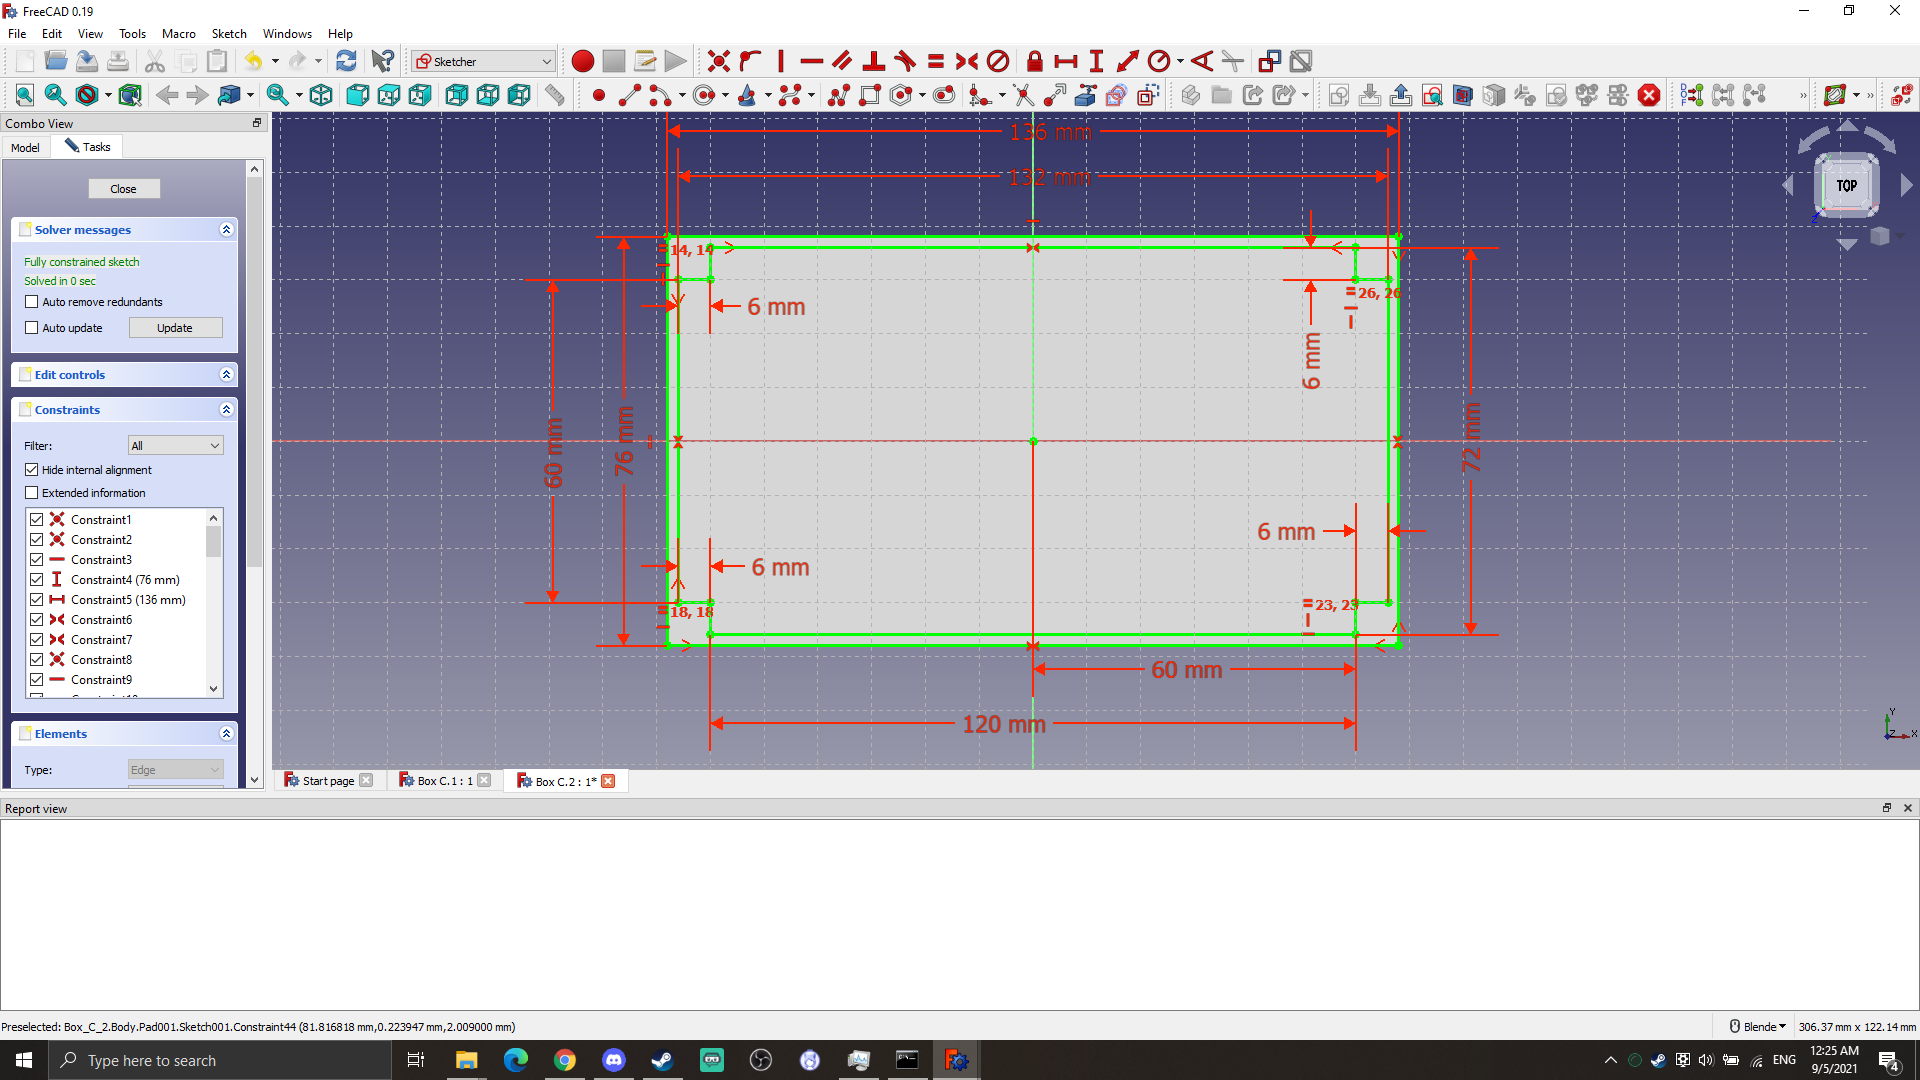 FreeCAD 0.19
File Edit View Tools Macro Sketch Windows Help
Sketcher
Combo View
Model Tasks
Close
Solver messages
Fully constrained sketch
Solved in 0 sec
Auto remove redundants
Auto update Update
Edit controls
Constraints
Filter: All
Hide internal alignment
Extended information
Constraint1
Constraint2
Constraint3
Constraint4 (76 mm)
Constraint5 (136 mm)
Constraint6
Constraint7
Constraint8
Constraint9
Elements
Type: Edge
136 mm
132 mm
14, 14
6 mm
26, 26
6 mm
60 mm
76 mm
72 mm
6 mm
6 mm
18, 18
23, 23
60 mm
120 mm
TOP
Z
Y
Z X
Start page Box C.1 : 1 Box C.2 : 1*
Report view
Preselected: Box_C_2.Body.Pad001.Sketch001.Constraint44 (81.816818 mm,0.223947 mm,2.009000 mm)
Blende 306.37 mm x 122.14 mm
Type here to search
ENG
12:25 AM
9/5/2021
4